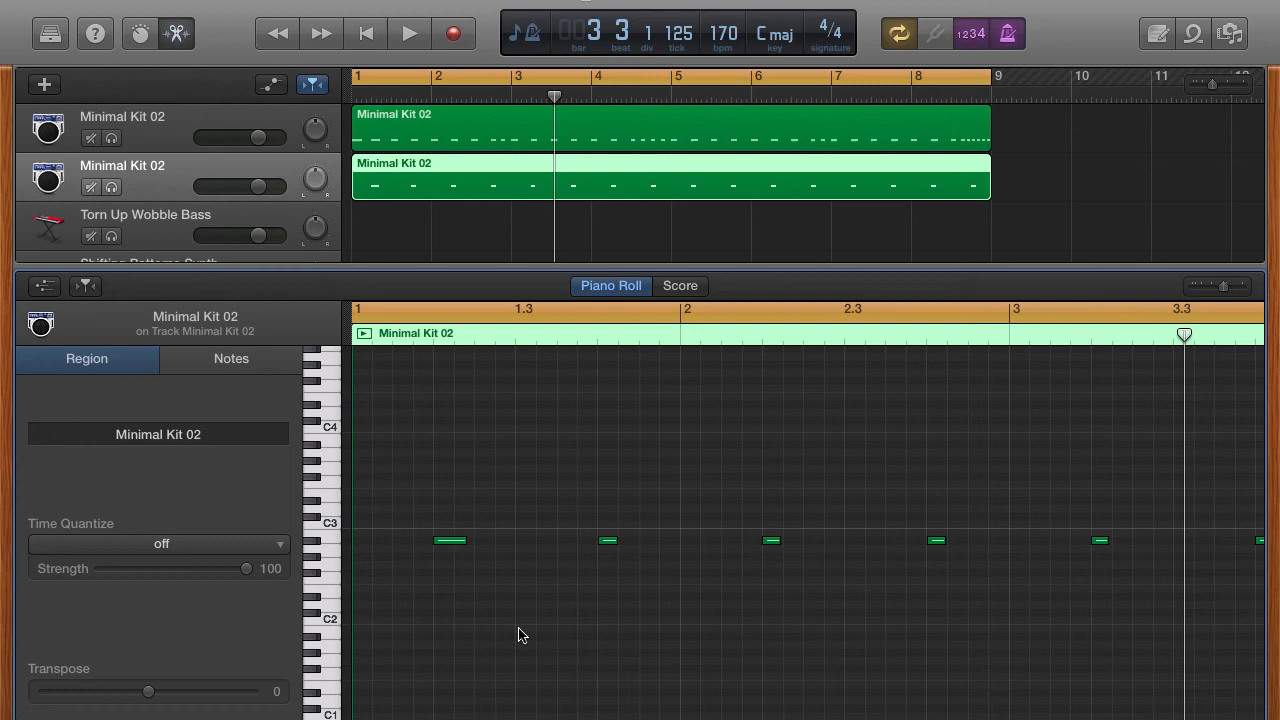 ? 3 3 1 125 170 C maj 4/4 1234
bar beat div tick bpm key signature
1 2 3 4 5 6 7 8 9 10 11
Minimal Kit 02
L R
Minimal Kit 02
Minimal Kit 02
L R
Minimal Kit 02
Torn Up Wobble Bass
L R
Piano Roll Score
Minimal Kit 02
on Track Minimal Kit 02
1 1.3 2 2.3 3 3.3
Minimal Kit 02
Region Notes
C4
Minimal Kit 02
C3
Time Quantize
off
Strength 100
C2
Transpose
0
C1